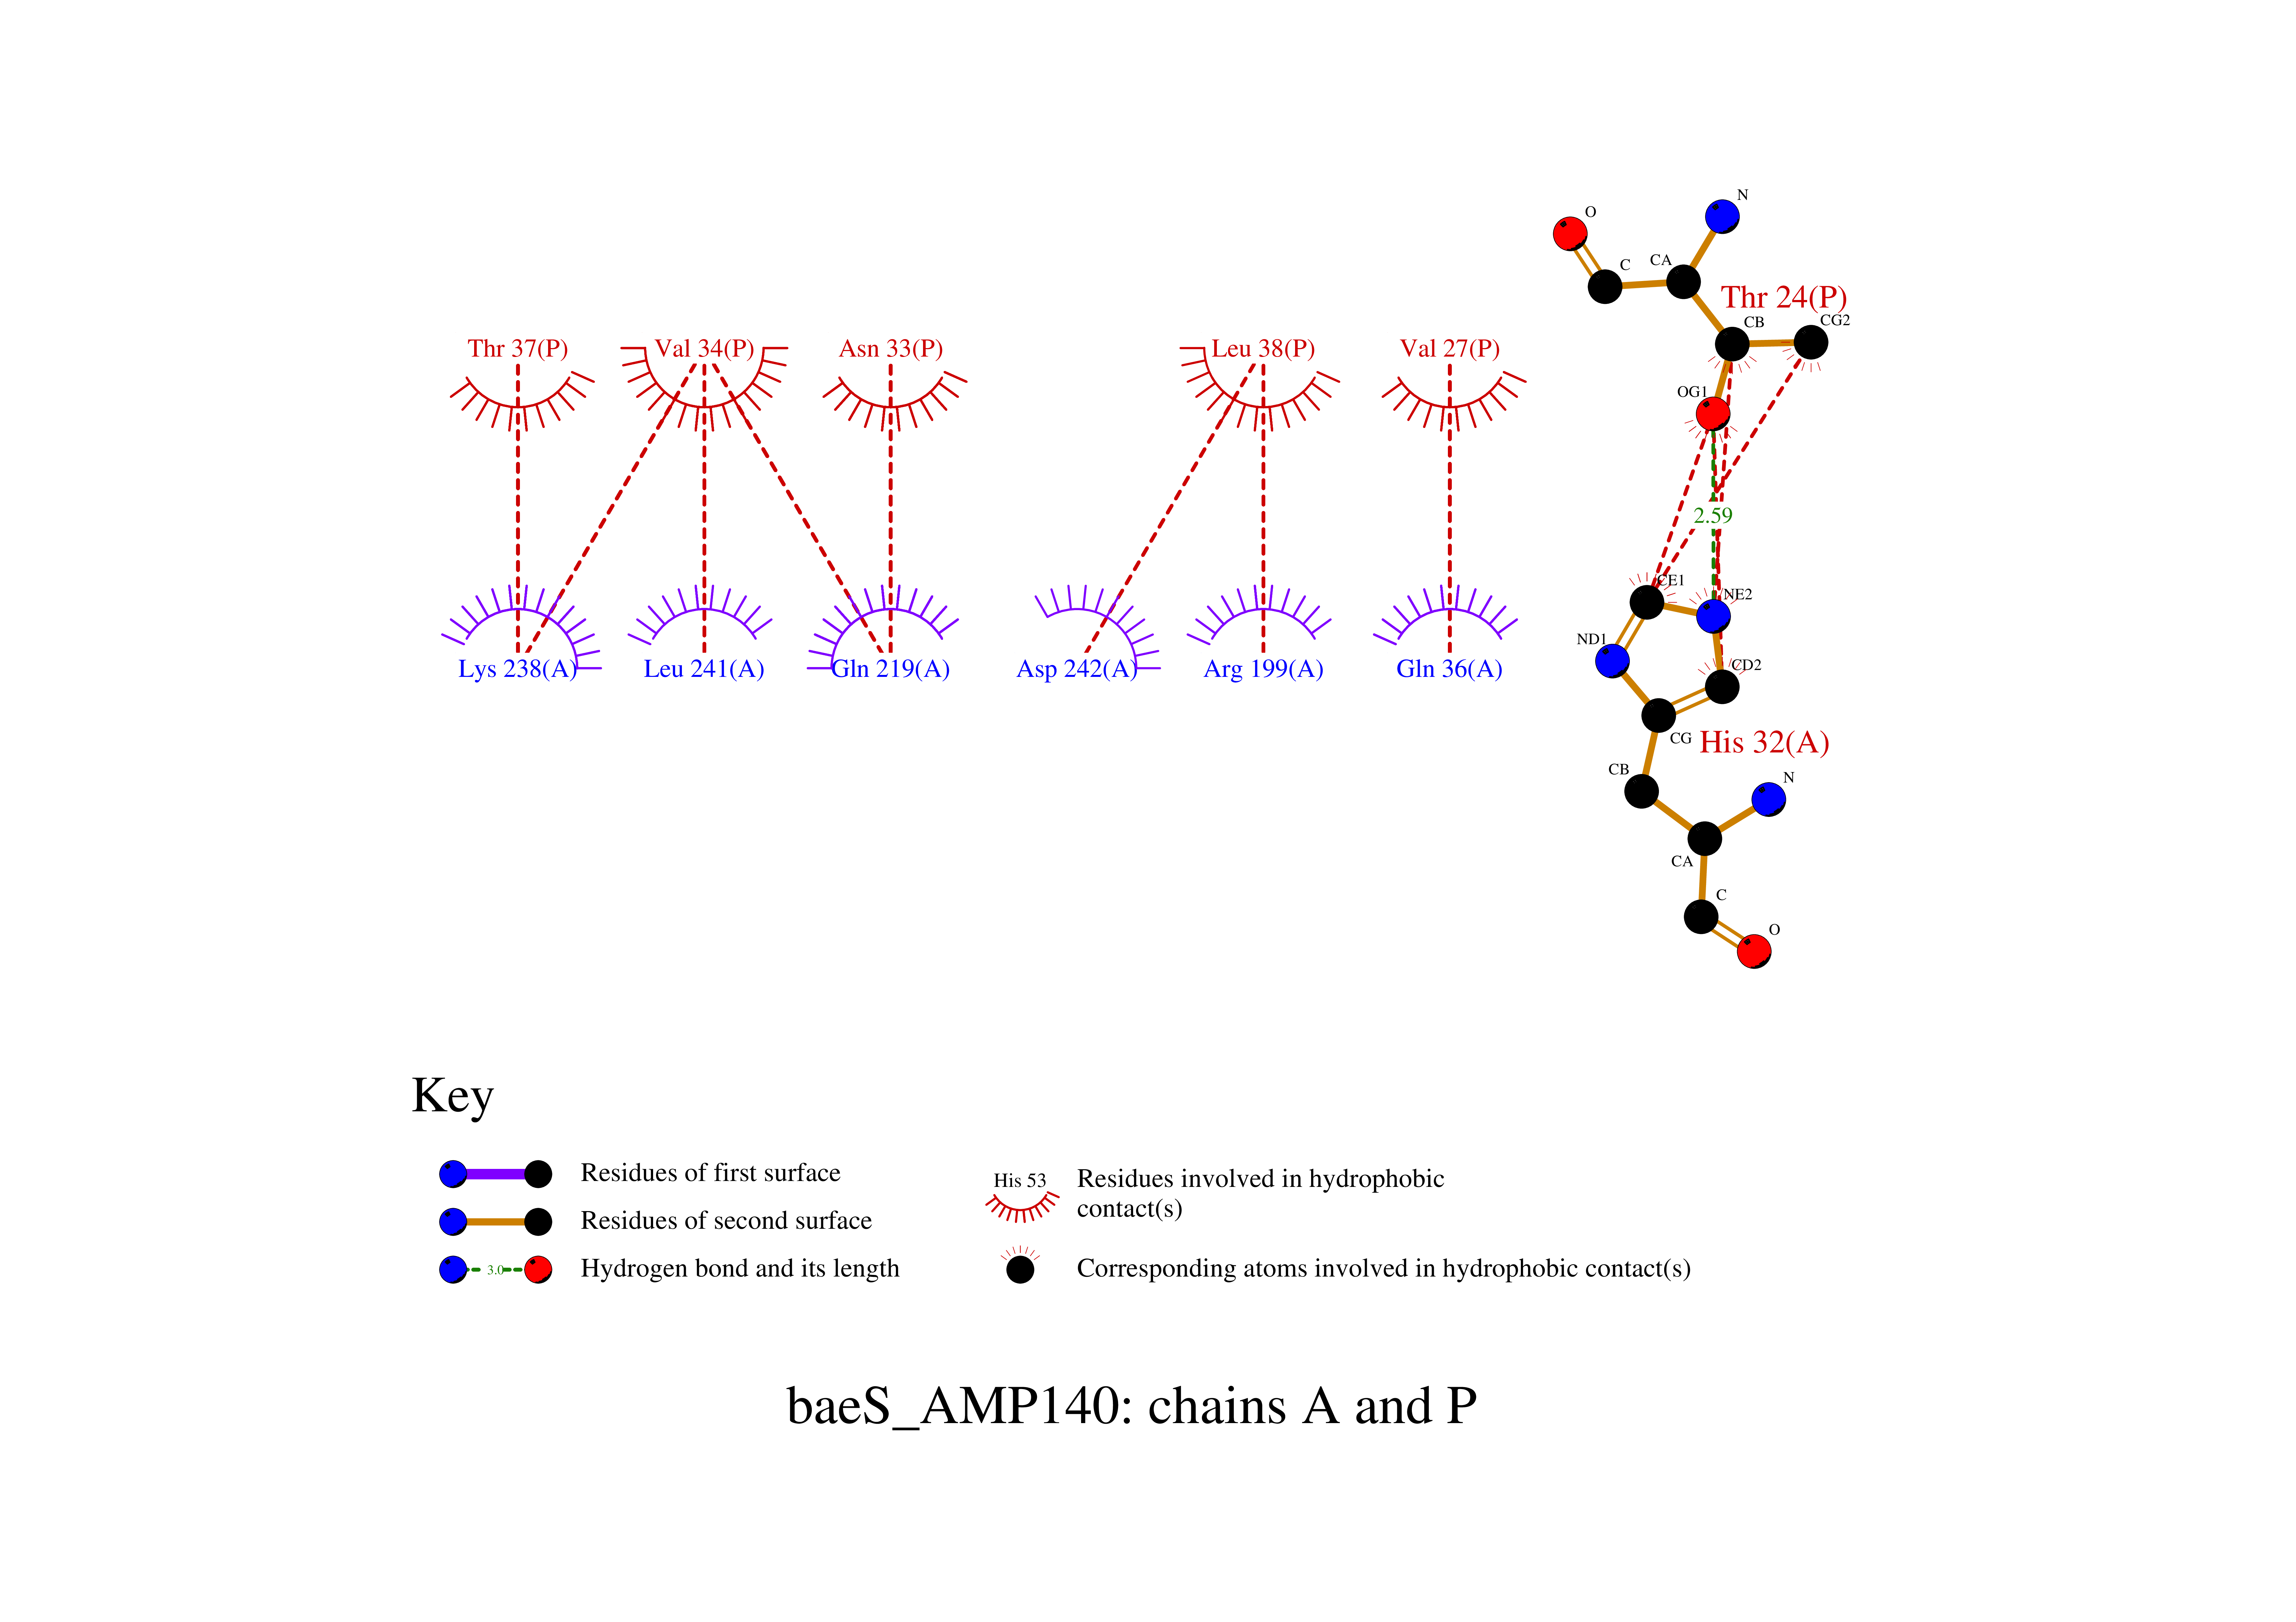 N
O
C
CA
Thr 24(P)
CB
CG2
Thr 37(P)
Val 34(P)
Asn 33(P)
Leu 38(P)
Val 27(P)
OG1
2.59
CE1
NE2
ND1
CD2
Lys 238(A)
Leu 241(A)
Gln 219(A)
Asp 242(A)
Arg 199(A)
Gln 36(A)
CG
His 32(A)
CB
N
CA
C
O
Key
Residues of first surface
Residues of second surface
3.0
Hydrogen bond and its length
His 53
Residues involved in hydrophobic
contact(s)
Corresponding atoms involved in hydrophobic contact(s)
baeS_AMP140: chains A and P